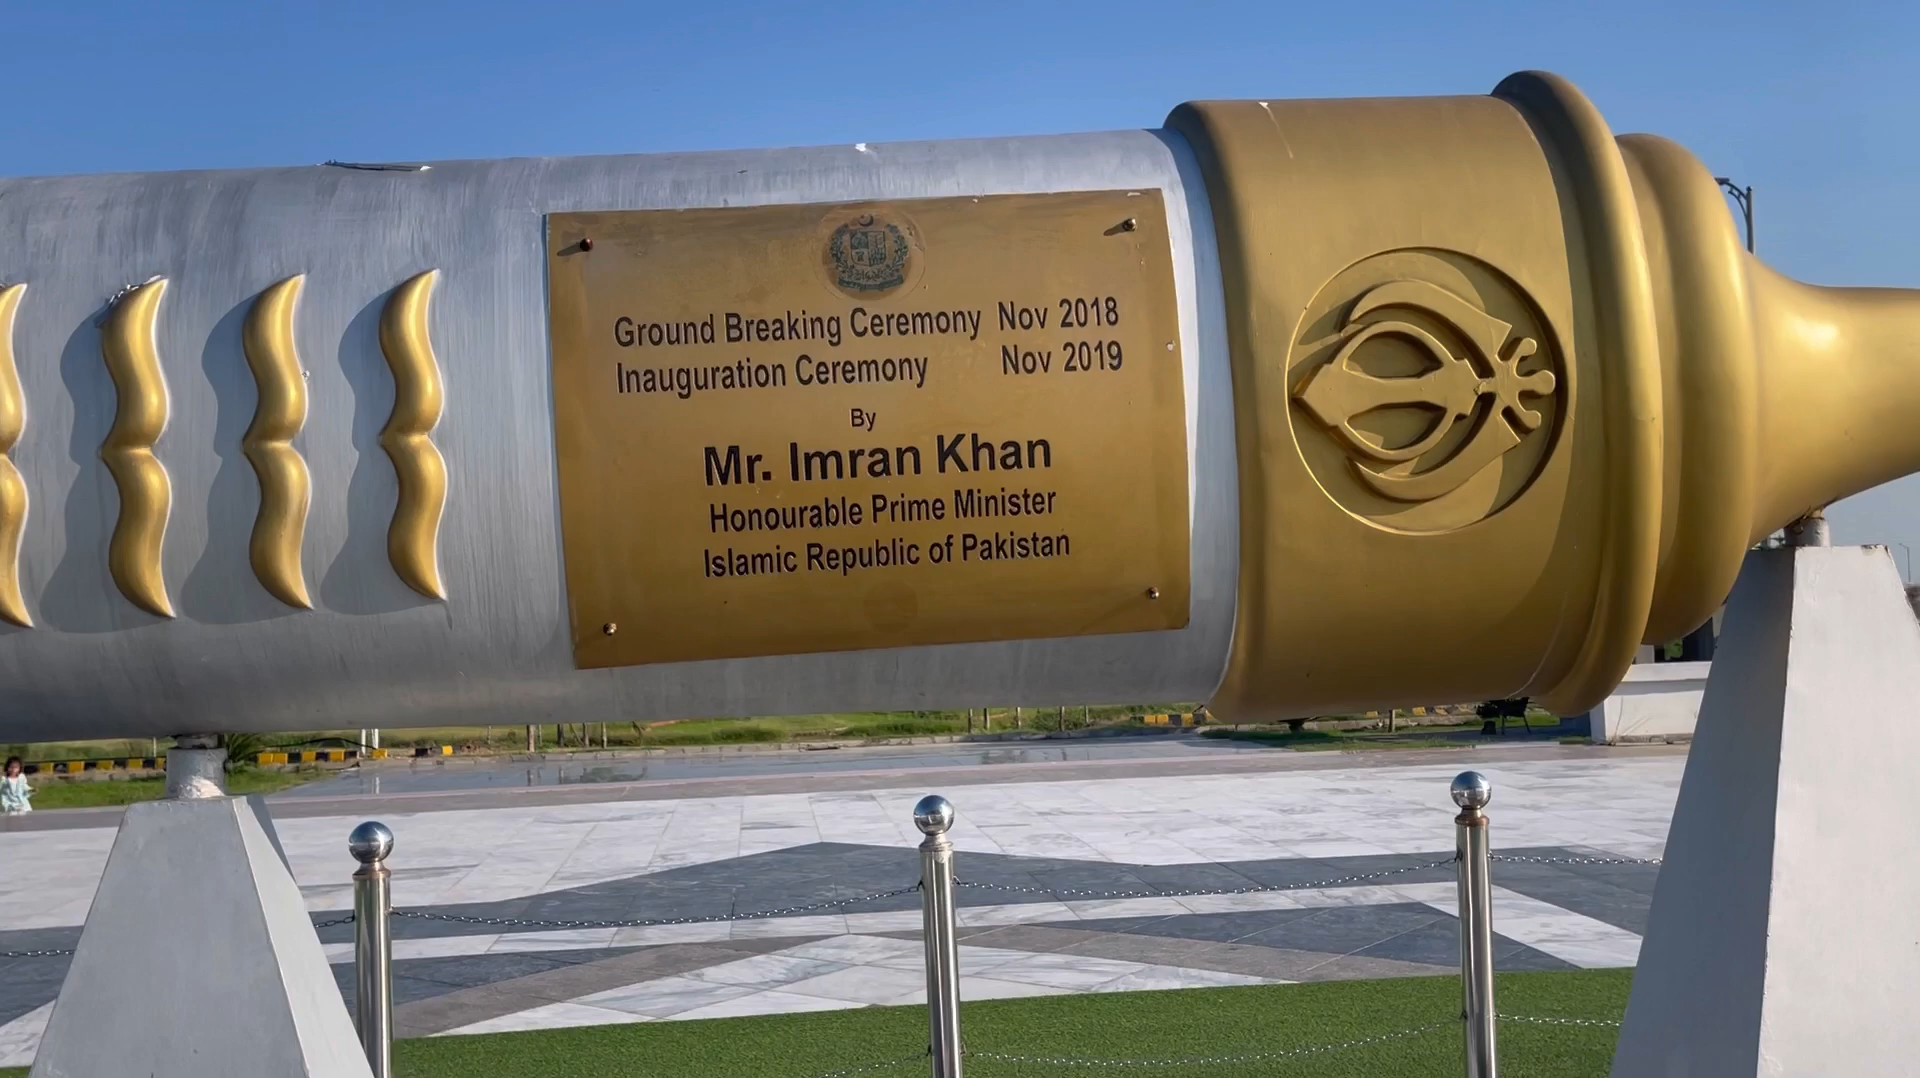 Ground Breaking Ceremony Nov 2018
Inauguration Ceremony Nov 2019
By
Mr. Imran Khan
Honourable Prime Minister
Islamic Republic of Pakistan